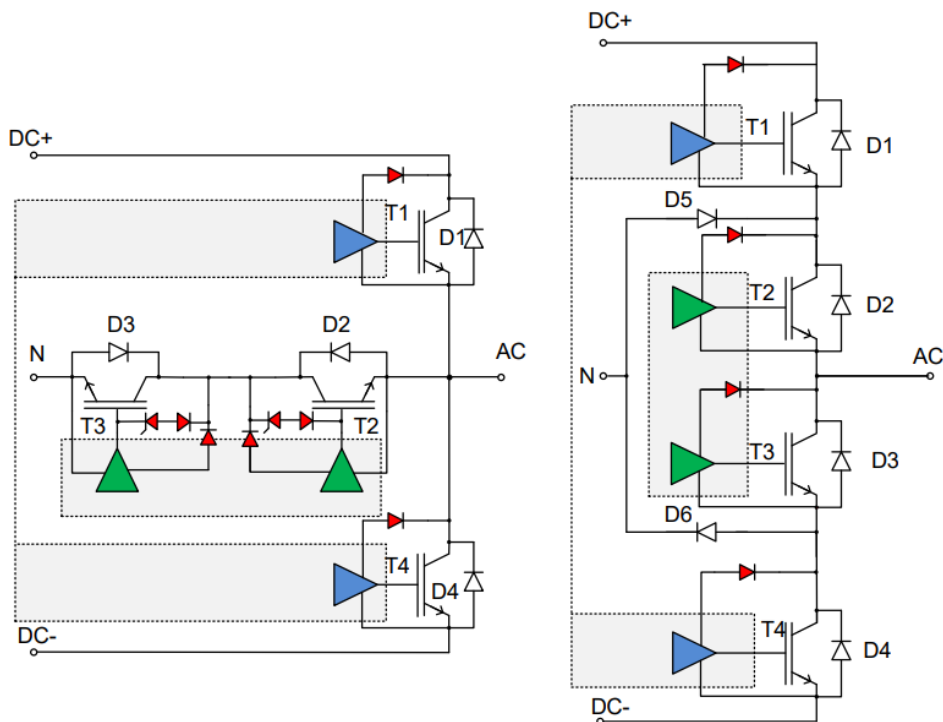 DC+
T1
D1
D3
D2
N
AC
T3
T2
T4
D4
DC-
DC+
T1
D1
D5
T2
D2
AC
N
T3
D3
D6
T4
D4
DC-